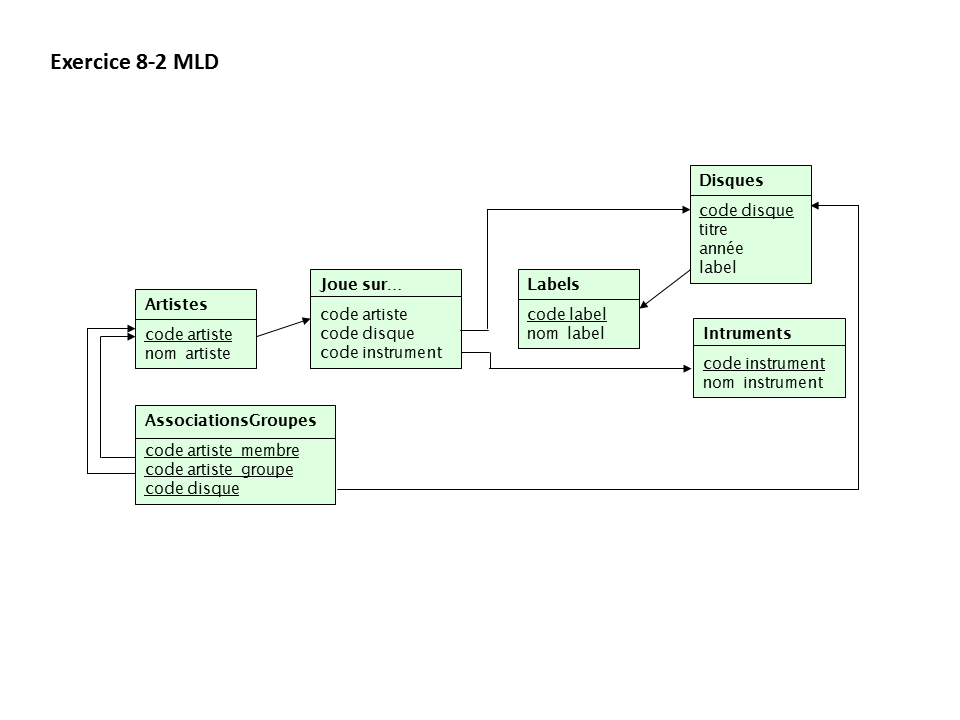 Exercice 8-2 MLD
Disques
code disque
titre
année
label
Joue sur...
code artiste
code disque
code instrument
Labels
code label
nom label
Artistes
code artiste
nom artiste
Intruments
code instrument
nom instrument
AssociationsGroupes
code artiste membre
code artiste groupe
code disque